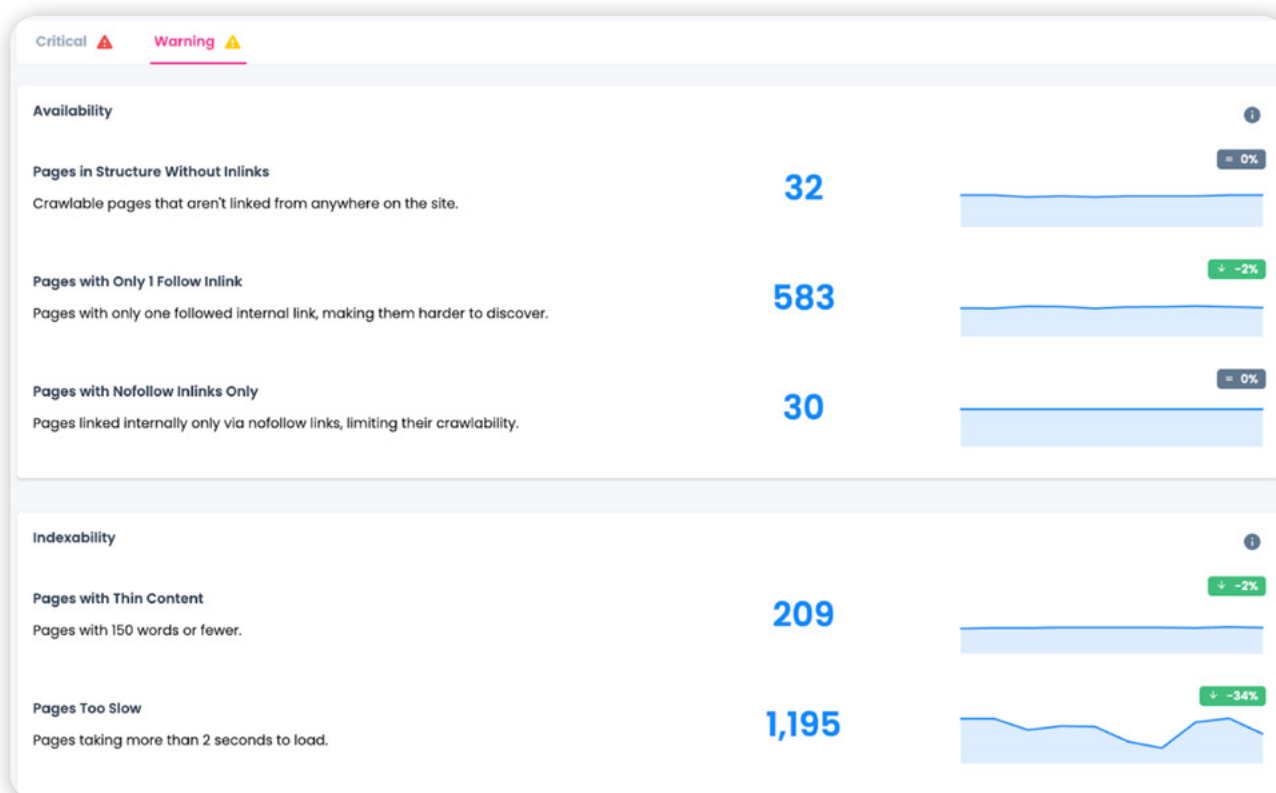 Critical
Warning
Availability
Pages in Structure Without Inlinks
Crawlable pages that aren't linked from anywhere on the site.
32
= 0%
Pages with Only 1 Follow Inlink
Pages with only one followed internal link, making them harder to discover.
583
↓ -2%
Pages with Nofollow Inlinks Only
Pages linked internally only via nofollow links, limiting their crawlability.
30
= 0%
Indexability
Pages with Thin Content
Pages with 150 words or fewer.
209
↓ -2%
Pages Too Slow
Pages taking more than 2 seconds to load.
1,195
↓ -34%